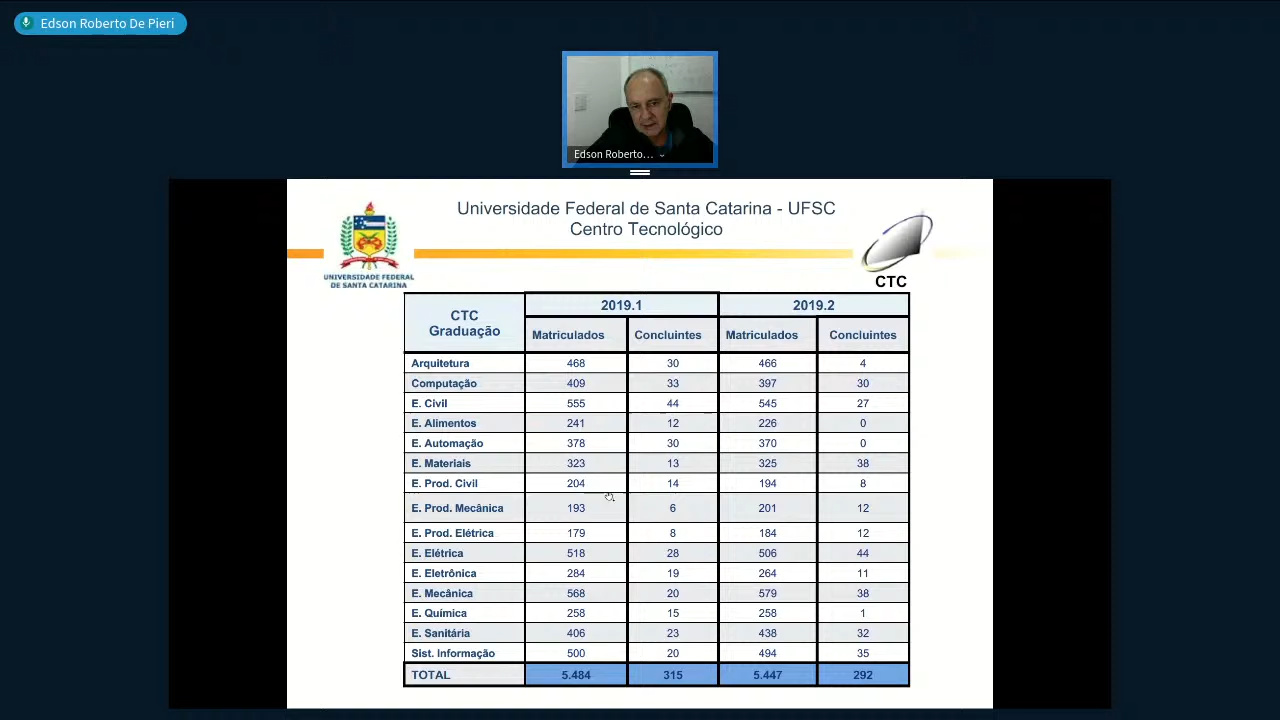 Edson Roberto De Pieri
Edson Roberto...
Universidade Federal de Santa Catarina - UFSC
Centro Tecnológico
UNIVERSIDADE FEDERAL
DE SANTA CATARINA
CTC
CTC Graduação 2019.1 2019.2
Matriculados Concluintes Matriculados Concluintes
Arquitetura 468 30 466 4
Computação 409 33 397 30
E. Civil 555 44 545 27
E. Alimentos 241 12 226 0
E. Automação 378 30 370 0
E. Materiais 323 13 325 38
E. Prod. Civil 204 14 194 8
E. Prod. Mecânica 193 6 201 12
E. Prod. Elétrica 179 8 184 12
E. Elétrica 518 28 506 44
E. Eletrônica 284 19 264 11
E. Mecânica 568 20 579 38
E. Química 258 15 258 1
E. Sanitária 406 23 438 32
Sist. Informação 500 20 494 35
TOTAL 5.484 315 5.447 292